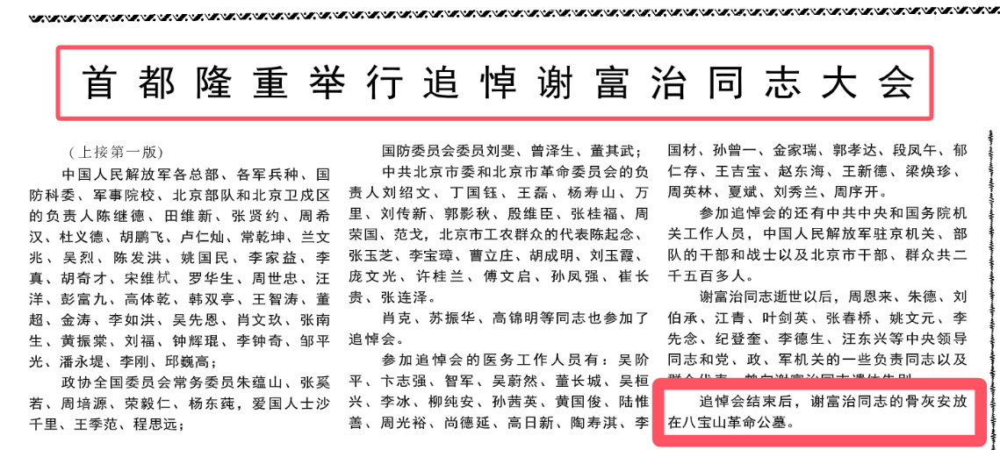 首都隆重举行追悼谢富治同志大会
(上接第一版)
中国人民解放军各总部、各军兵种、国
防科委、军事院校、北京部队和北京卫戍区
的负责人陈继德、田维新、张贤约、周希
汉、杜义德、胡鹏飞、卢仁灿、常乾坤、兰文
兆、吴烈、陈发洪、姚国民、李家益、李
真、胡奇才、宋维栻、罗华生、周世忠、汪
洋、彭富九、高体乾、韩双亭、王智涛、董
超、金涛、李如洪、吴先恩、肖文玖、张南
生、黄振棠、刘福、钟辉琨、李钟奇、邹平
光、潘永堤、李刚、邱巍高;
政协全国委员会常务委员朱蕴山、张奚
若、周培源、荣毅仁、杨东莼,爱国人士沙
千里、王季范、程思远;
国防委员会委员刘斐、曾泽生、董其武;
中共北京市委和北京市革命委员会的负
责人刘绍文、丁国钰、王磊、杨寿山、万
里、刘传新、郭影秋、殷维臣、张桂福、周
荣国、范戈,北京市工农群众的代表陈起念、
张玉芝、李宝璋、曹立庄、胡成明、刘玉霞、
庞文光、许桂兰、傅文启、孙凤强、崔长
贵、张连泽。
肖克、苏振华、高锦明等同志也参加了
追悼会。
参加追悼会的医务工作人员有:吴阶
平、卞志强、智军、吴蔚然、董长城、吴桓
兴、李冰、柳纯安、孙茜英、黄国俊、陆惟
善、周光裕、尚德延、高日新、陶寿淇、李
国材、孙曾一、金家瑞、郭孝达、段凤午、郁
仁存、王吉宝、赵东海、王新德、梁焕珍、
周英林、夏斌、刘秀兰、周序开。
参加追悼会的还有中共中央和国务院机
关工作人员,中国人民解放军驻京机关、部
队的干部和战士以及北京市干部、群众共二
千五百多人。
谢富治同志逝世以后,周恩来、朱德、刘
伯承、江青、叶剑英、张春桥、姚文元、李
先念、纪登奎、李德生、汪东兴等中央领导
同志和党、政、军机关的一些负责同志以及
群众代表,曾向谢富治同志遗体告别。
追悼会结束后,谢富治同志的骨灰安放
在八宝山革命公墓。